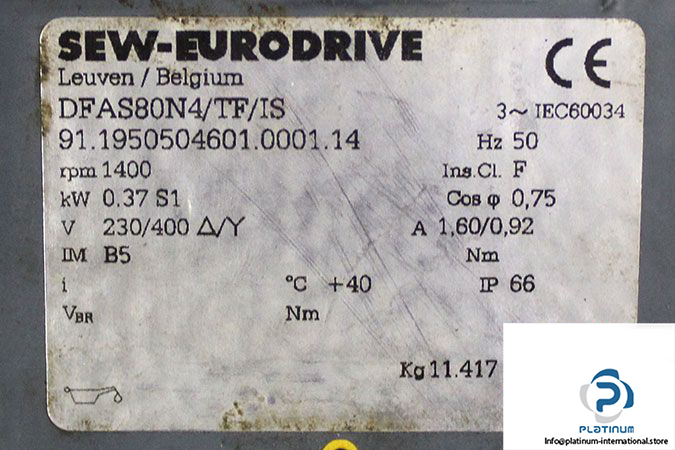 SEW-EURODRIVE
Leuven / Belgium
CE
DFAS80N4/TF/IS 3~ IEC60034
91.1950504601.0001.14 Hz 50
rpm 1400 Ins.Cl. F
kW 0.37 S1 Cos φ 0,75
V 230/400 Δ/Y A 1,60/0,92
IM B5 Nm
i °C +40 IP 66
VBR Nm
Kg 11.417
PLATINUM
Info@platinum-international.store